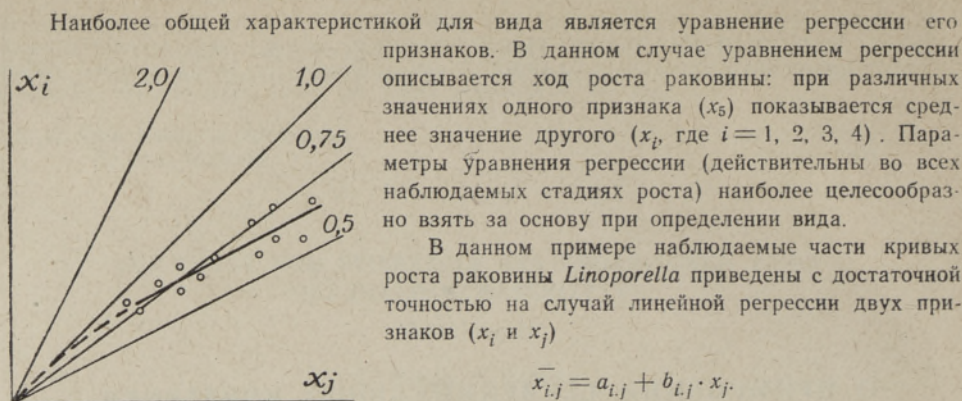 Наиболее общей характеристикой для вида является уравнение регрессии его
признаков. В данном случае уравнением регрессии
описывается ход роста раковины: при различных
значениях одного признака (x₅) показывается сред-
нее значение другого (xᵢ, где i = 1, 2, 3, 4) . Пара-
метры уравнения регрессии (действительны во всех
наблюдаемых стадиях роста) наиболее целесообраз-
но взять за основу при определении вида.
В данном примере наблюдаемые части кривых
роста раковины Linoporella приведены с достаточной
точностью на случай линейной регрессии двух при-
знаков (xᵢ и xⱼ)
x̄ᵢ.ⱼ = aᵢ.ⱼ + bᵢ.ⱼ · xⱼ.
xᵢ
2,0
1,0
0,75
0,5
xⱼ